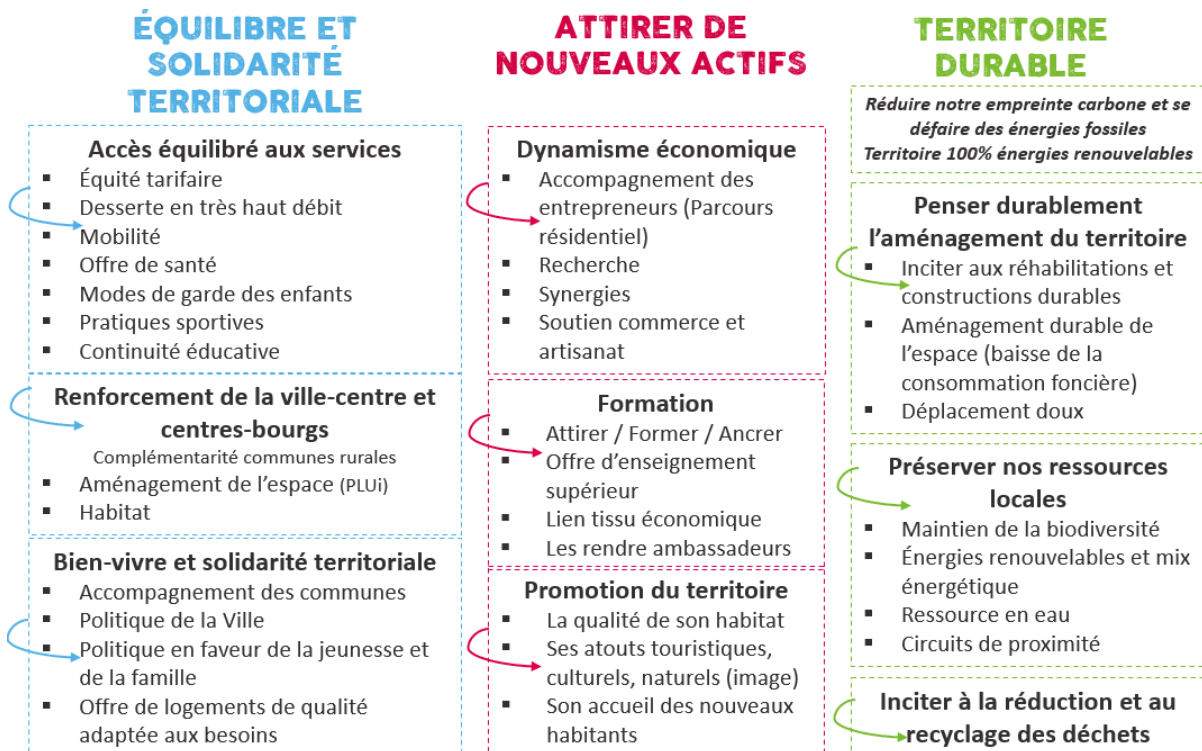 ÉQUILIBRE ET
SOLIDARITÉ
TERRITORIALE
Accès équilibré aux services
▪ Équité tarifaire
▪ Desserte en très haut débit
▪ Mobilité
▪ Offre de santé
▪ Modes de garde des enfants
▪ Pratiques sportives
▪ Continuité éducative
Renforcement de la ville-centre et
centres-bourgs
Complémentarité communes rurales
▪ Aménagement de l'espace (PLUi)
▪ Habitat
Bien-vivre et solidarité territoriale
▪ Accompagnement des communes
▪ Politique de la Ville
▪ Politique en faveur de la jeunesse et
de la famille
▪ Offre de logements de qualité
adaptée aux besoins
ATTIRER DE
NOUVEAUX ACTIFS
Dynamisme économique
▪ Accompagnement des
entrepreneurs (Parcours
résidentiel)
▪ Recherche
▪ Synergies
▪ Soutien commerce et
artisanat
Formation
▪ Attirer / Former / Ancrer
▪ Offre d'enseignement
supérieur
▪ Lien tissu économique
▪ Les rendre ambassadeurs
Promotion du territoire
▪ La qualité de son habitat
▪ Ses atouts touristiques,
culturels, naturels (image)
▪ Son accueil des nouveaux
habitants
TERRITOIRE
DURABLE
Réduire notre empreinte carbone et se
défaire des énergies fossiles
Territoire 100% énergies renouvelables
Penser durablement
l'aménagement du territoire
▪ Inciter aux réhabilitations et
constructions durables
▪ Aménagement durable de
l'espace (baisse de la
consommation foncière)
▪ Déplacement doux
Préserver nos ressources
locales
▪ Maintien de la biodiversité
▪ Énergies renouvelables et mix
énergétique
▪ Ressource en eau
▪ Circuits de proximité
Inciter à la réduction et au
recyclage des déchets